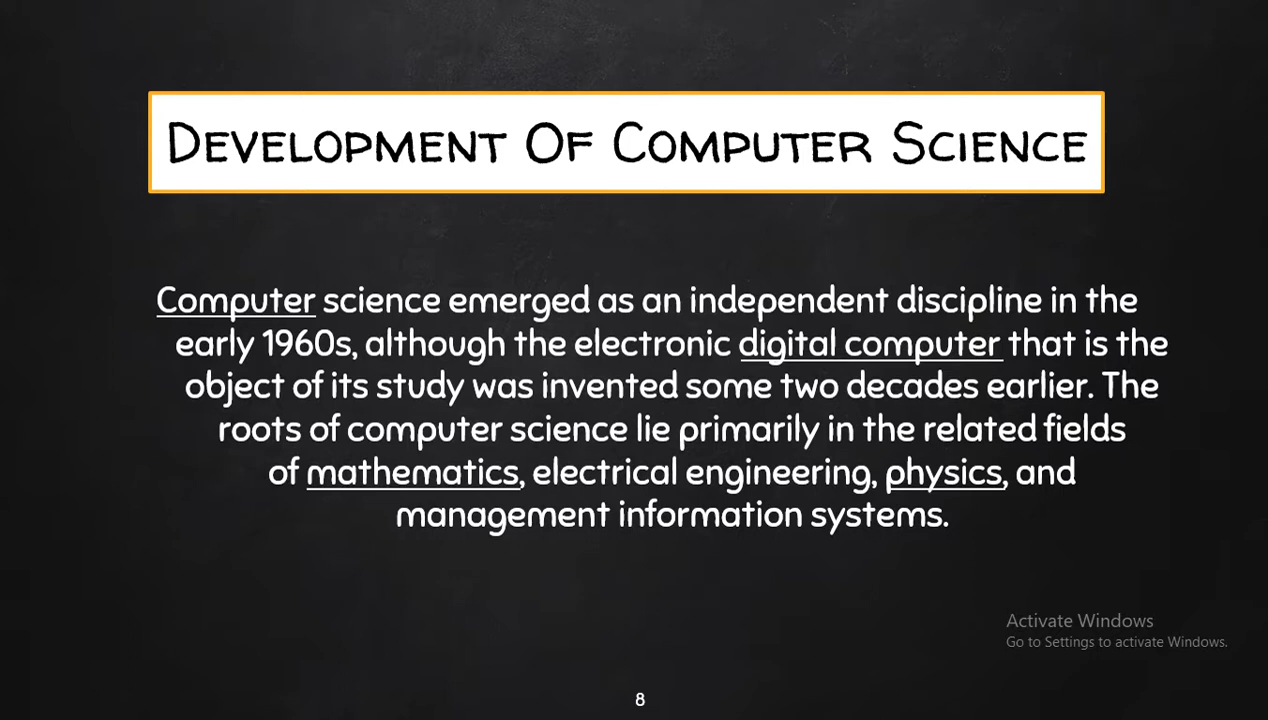 Development Of Computer Science
Computer science emerged as an independent discipline in the
early 1960s, although the electronic digital computer that is the
object of its study was invented some two decades earlier. The
roots of computer science lie primarily in the related fields
of mathematics, electrical engineering, physics, and
management information systems.
Activate Windows
Go to Settings to activate Windows.
8